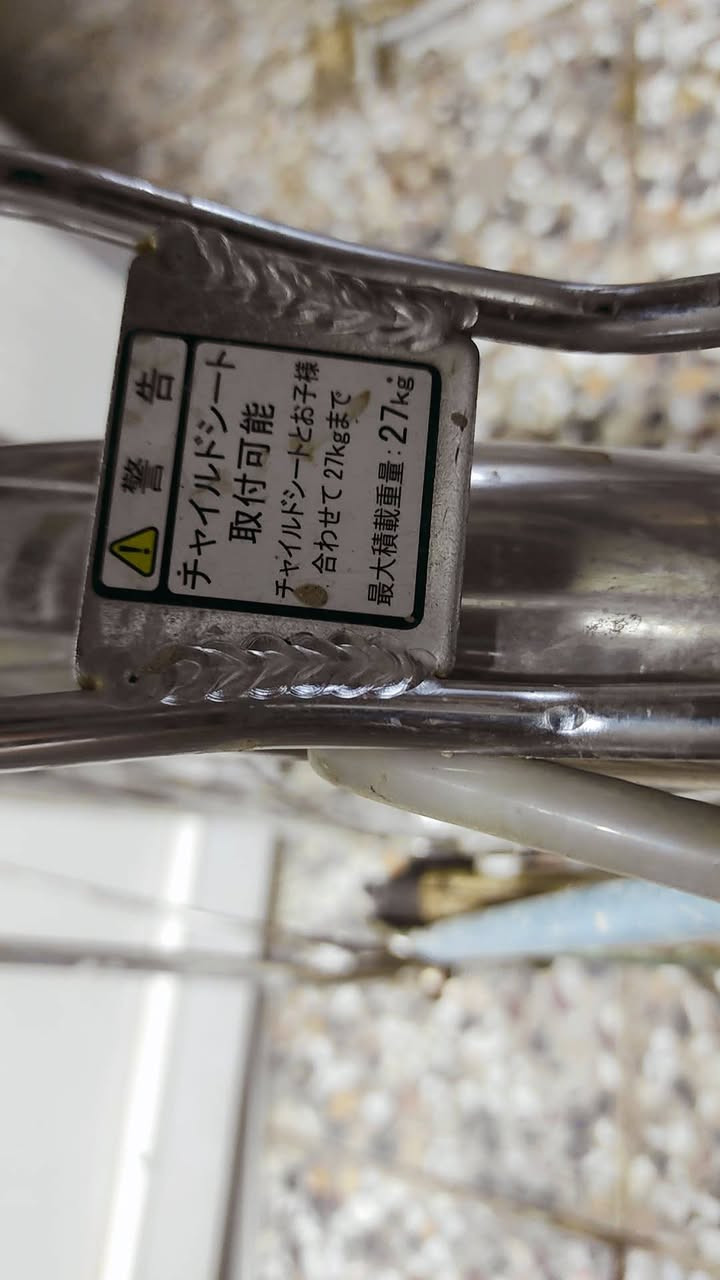 警告
チャイルドシート
取付可能
チャイルドシートとお子様
合わせて27kgまで
最大積載重量:27kg